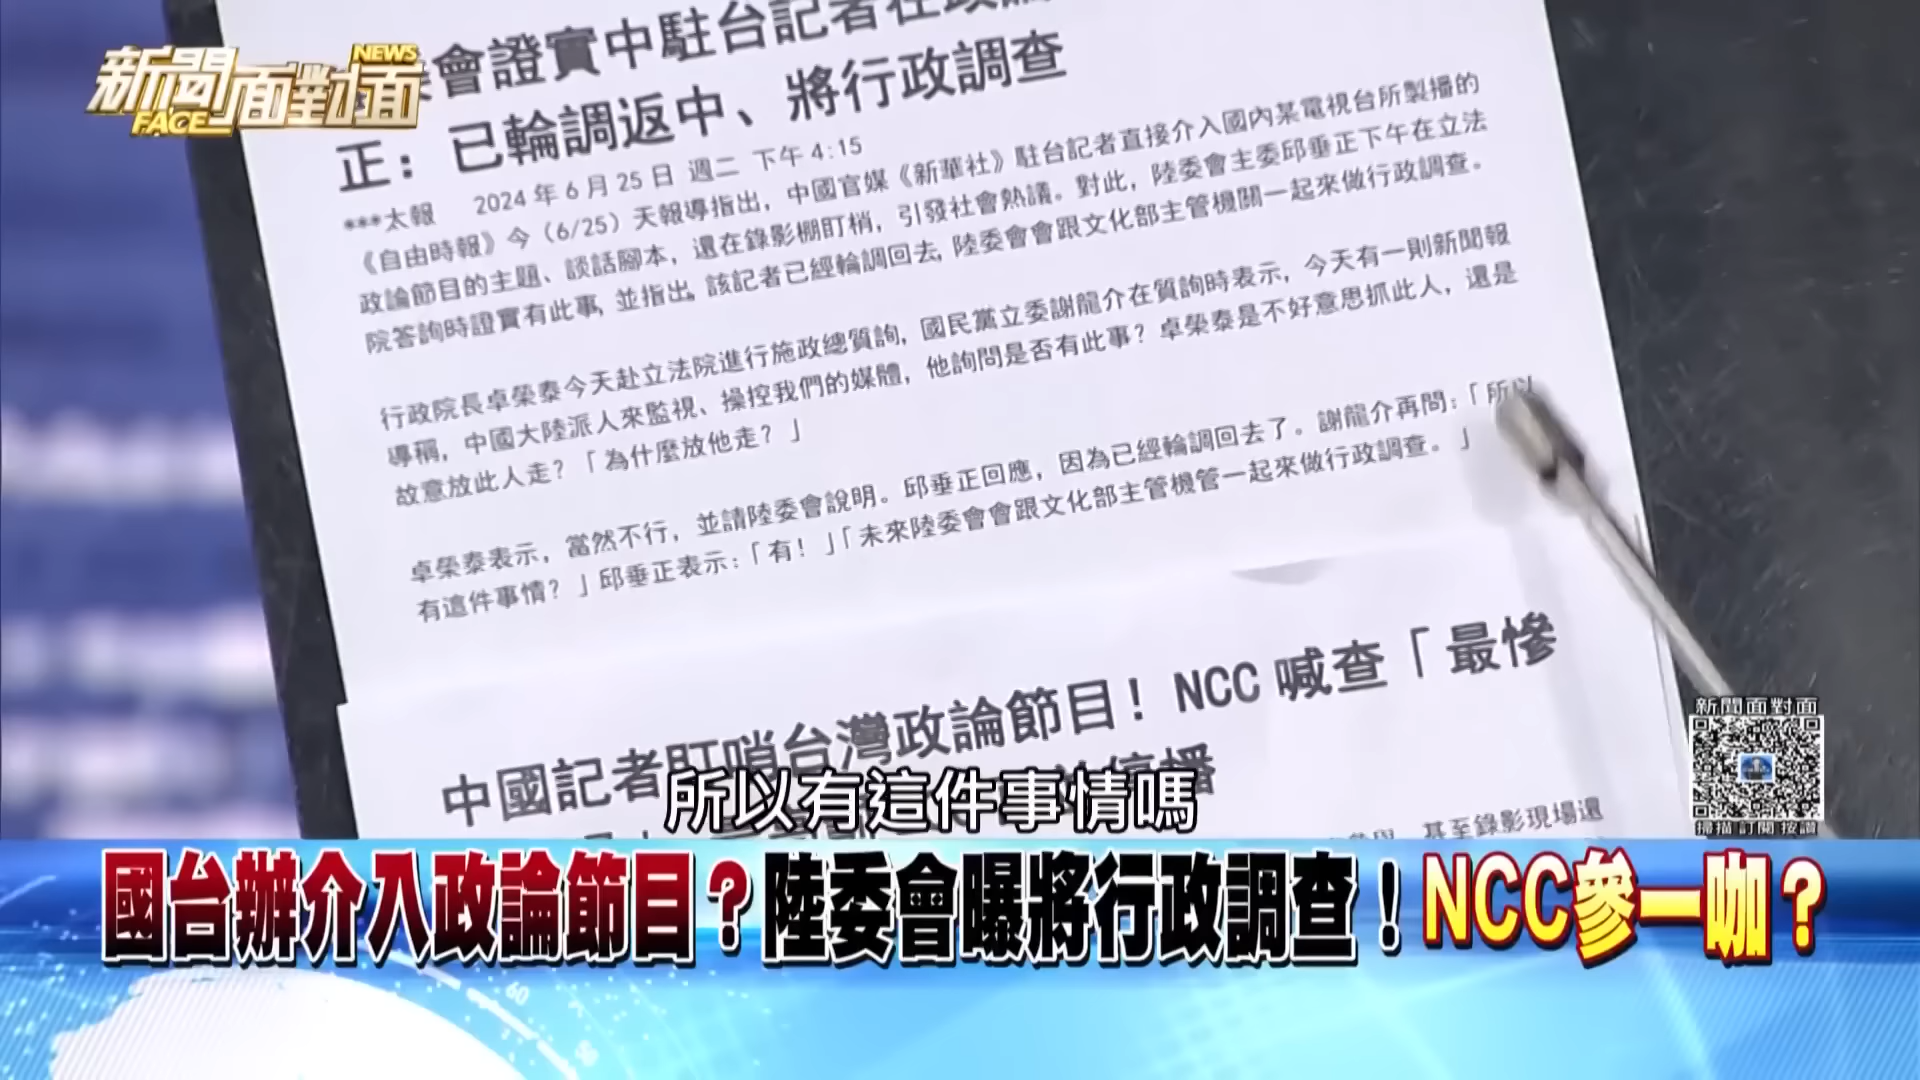 新聞面對面
NEWS
FACE
委會證實中駐台記者在政論
正：已輪調返中、將行政調查
***太報 2024年6月25日 週二 下午4:15
《自由時報》今（6/25）天報導指出，中國官媒《新華社》駐台記者直接介入國內某電視台所製播的
政論節目的主題、談話腳本，還在錄影棚盯梢，引發社會熱議。對此，陸委會主委邱垂正下午在立法
院答詢時證實有此事，並指出，該記者已經輪調回去，陸委會會跟文化部主管機關一起來做行政調查。
行政院長卓榮泰今天赴立法院進行施政總質詢，國民黨立委謝龍介在質詢時表示，今天有一則新聞報
導稱，中國大陸派人來監視、操控我們的媒體，他詢問是否有此事？卓榮泰是不好意思抓此人，還是
故意放此人走？「為什麼放他走？」
卓榮泰表示，當然不行，並請陸委會說明。邱垂正回應，因為已經輪調回去了。謝龍介再問：「所以
有這件事情？」邱垂正表示：「有！」「未來陸委會會跟文化部主管機管一起來做行政調查。」
中國記者盯哨台灣政論節目！NCC喊查「最慘
停播
甚至錄影現場還
所以有這件事情嗎
新聞面對面
掃描 訂閱 按讚
國台辦介入政論節目？陸委會曝將行政調查！NCC參一咖？